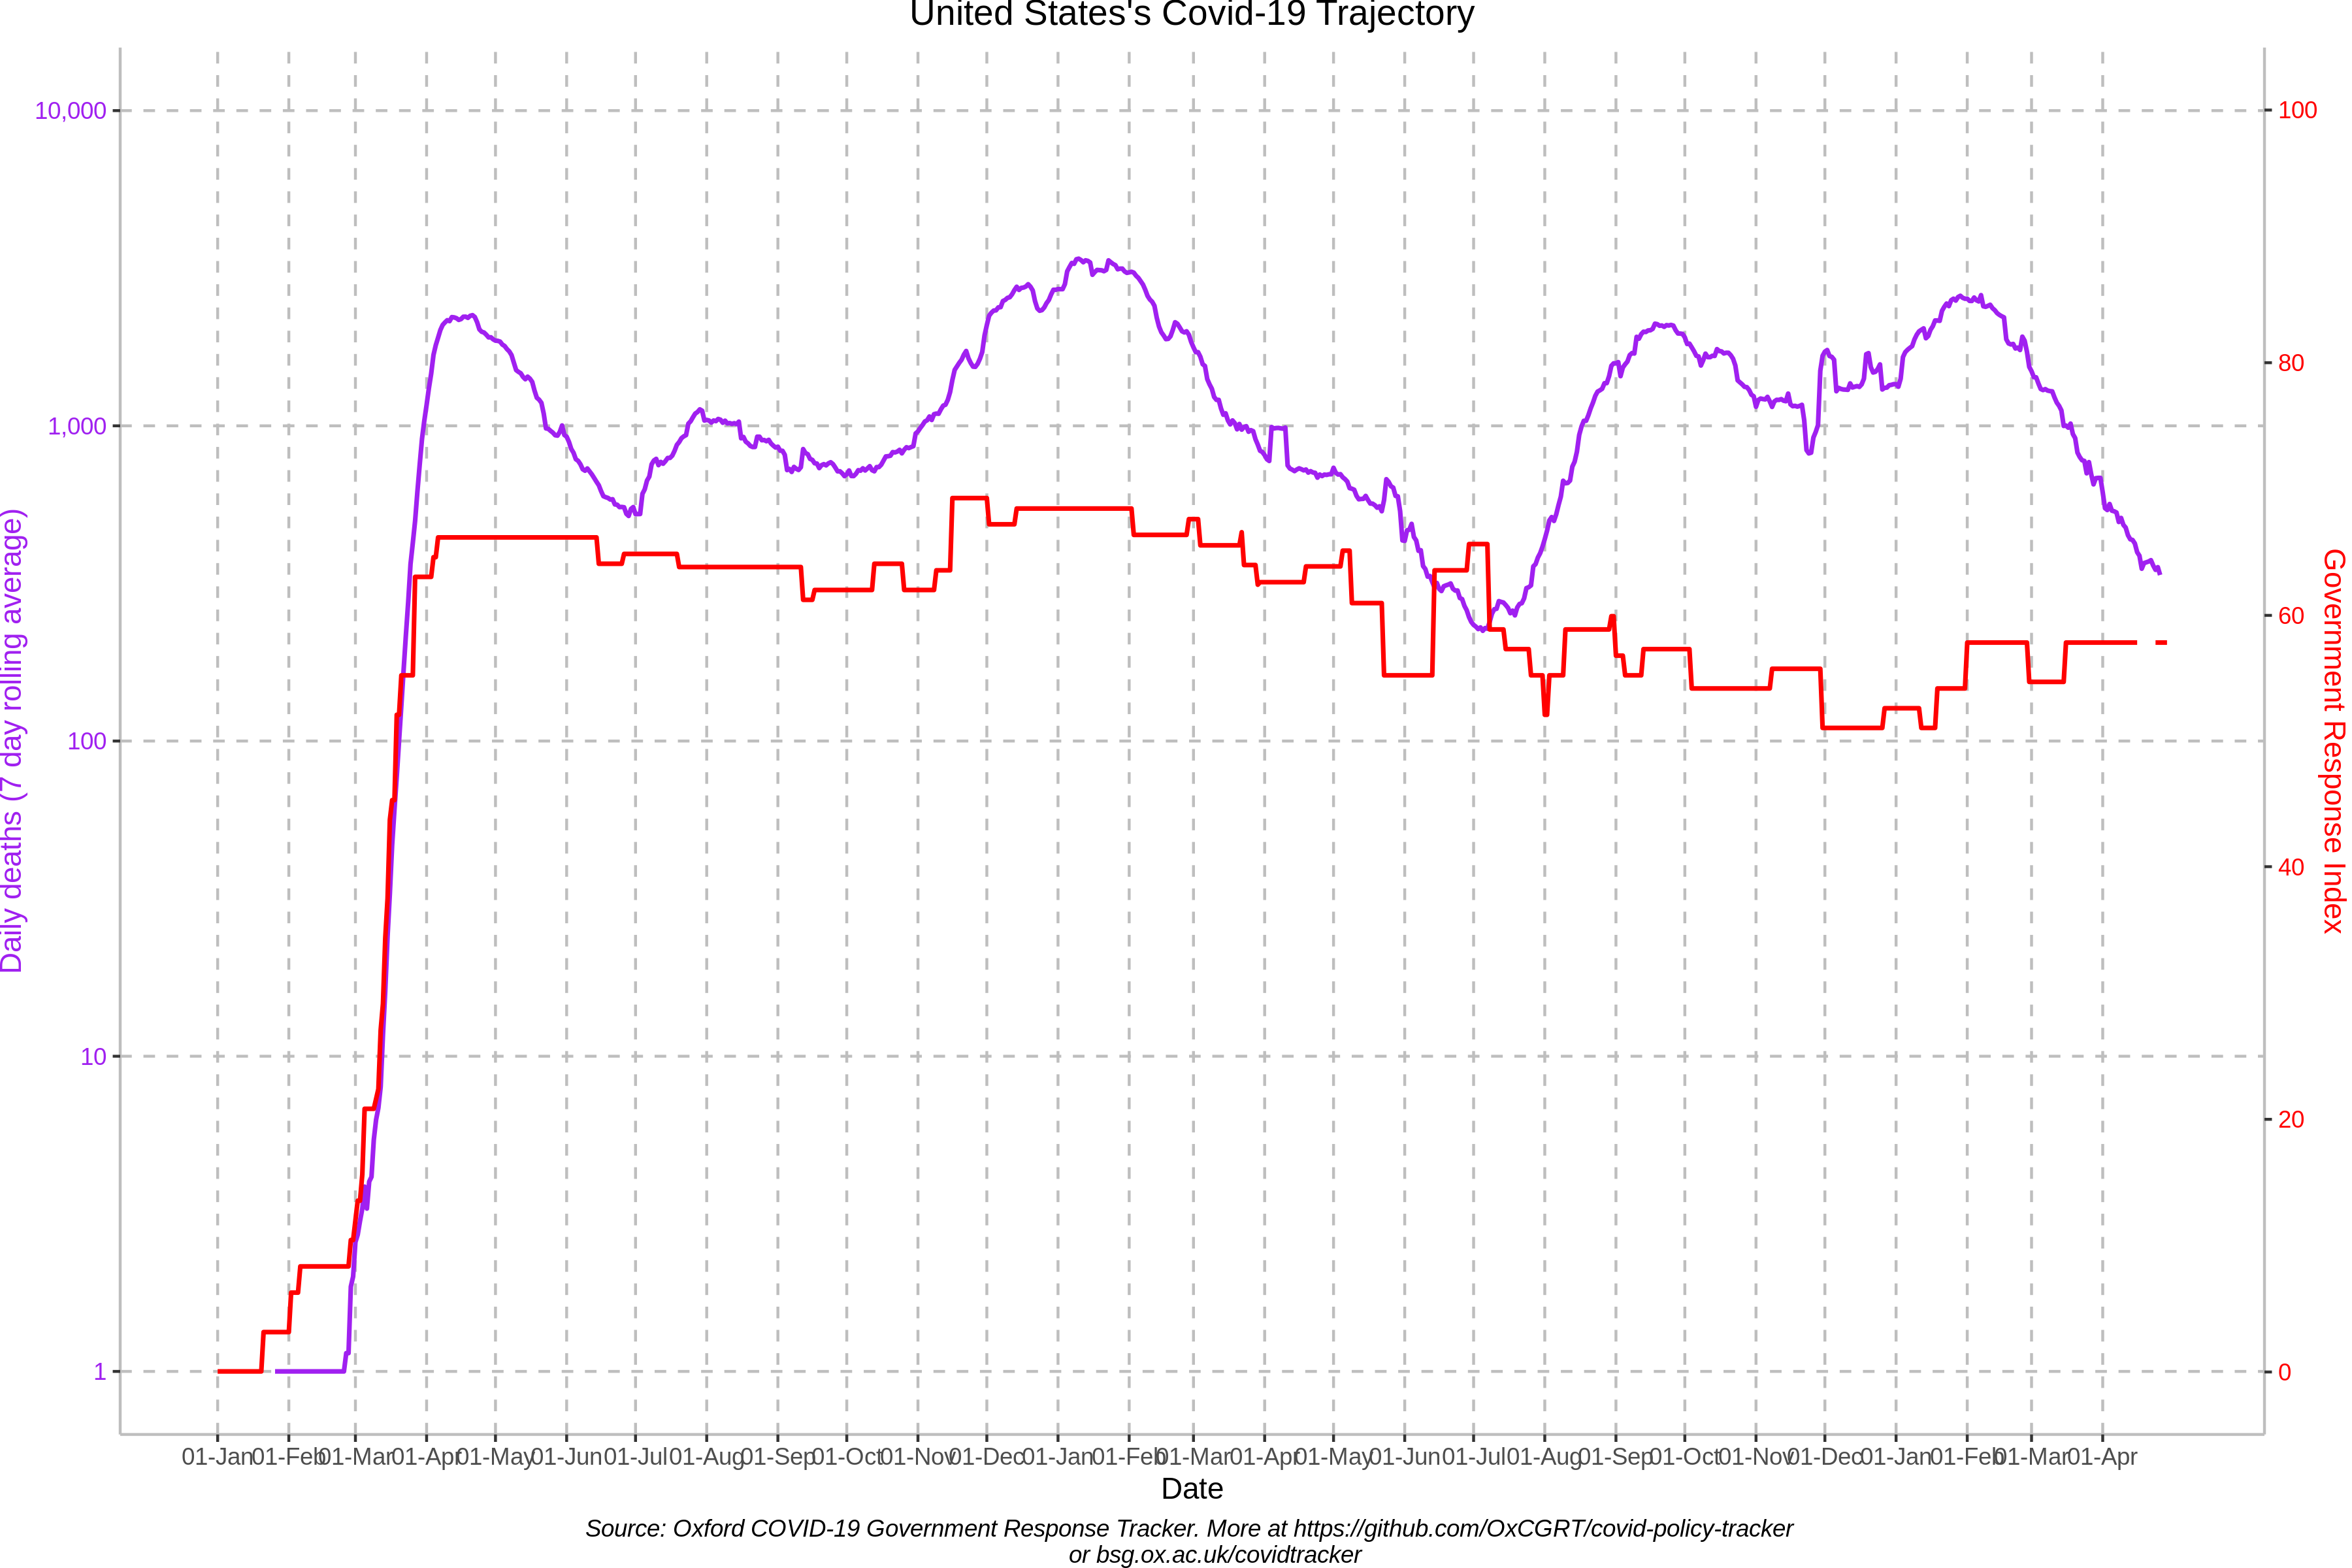 United States's Covid-19 Trajectory
10,000
1,000
100
10
1
Daily deaths (7 day rolling average)
100
80
60
40
20
0
Government Response Index
01-Jan 01-Feb 01-Mar 01-Apr 01-May 01-Jun 01-Jul 01-Aug 01-Sep 01-Oct 01-Nov 01-Dec 01-Jan 01-Feb 01-Mar 01-Apr 01-May 01-Jun 01-Jul 01-Aug 01-Sep 01-Oct 01-Nov 01-Dec 01-Jan 01-Feb 01-Mar 01-Apr
Date
Source: Oxford COVID-19 Government Response Tracker. More at https://github.com/OxCGRT/covid-policy-tracker
or bsg.ox.ac.uk/covidtracker